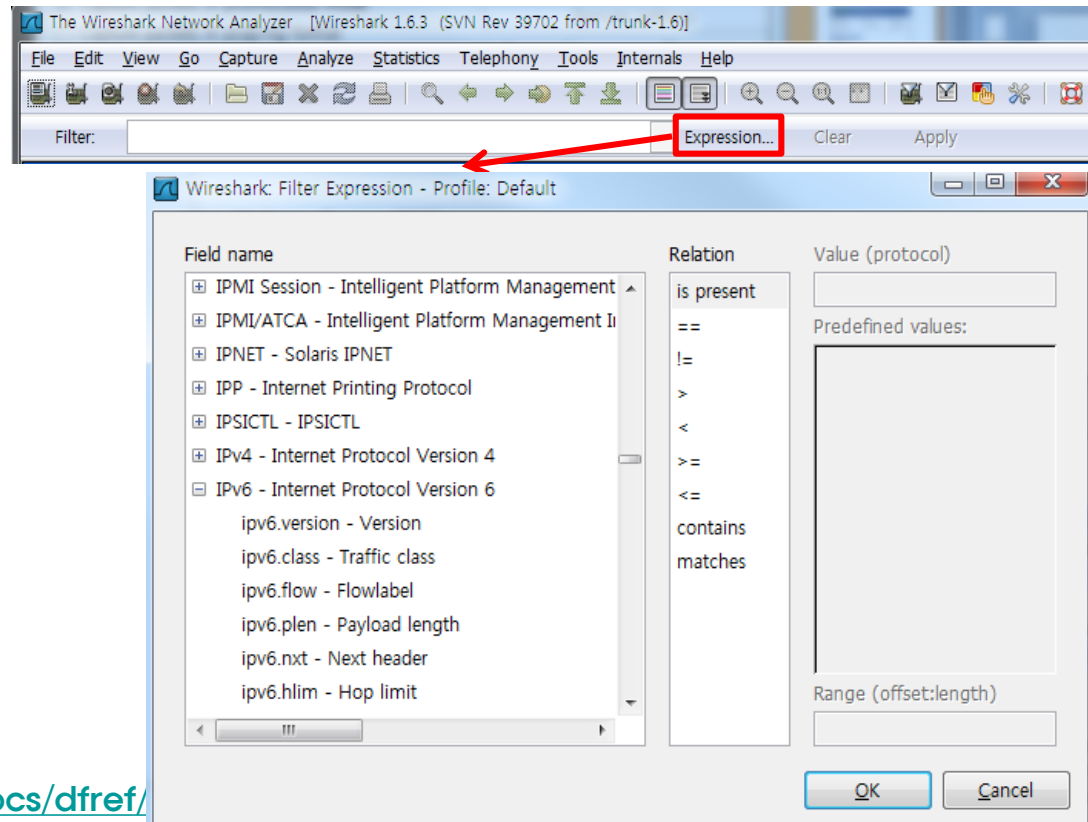 The Wireshark Network Analyzer [Wireshark 1.6.3 (SVN Rev 39702 from /trunk-1.6)]
File Edit View Go Capture Analyze Statistics Telephony Tools Internals Help
Filter: Expression... Clear Apply
Wireshark: Filter Expression - Profile: Default
Field name
IPMI Session - Intelligent Platform Management
IPMI/ATCA - Intelligent Platform Management I
IPNET - Solaris IPNET
IPP - Internet Printing Protocol
IPSICTL - IPSICTL
IPv4 - Internet Protocol Version 4
IPv6 - Internet Protocol Version 6
ipv6.version - Version
ipv6.class - Traffic class
ipv6.flow - Flowlabel
ipv6.plen - Payload length
ipv6.nxt - Next header
ipv6.hlim - Hop limit
Relation
is present
==
!=
>
<
>=
<=
contains
matches
Value (protocol)
Predefined values:
Range (offset:length)
OK Cancel
ocs/dfref/